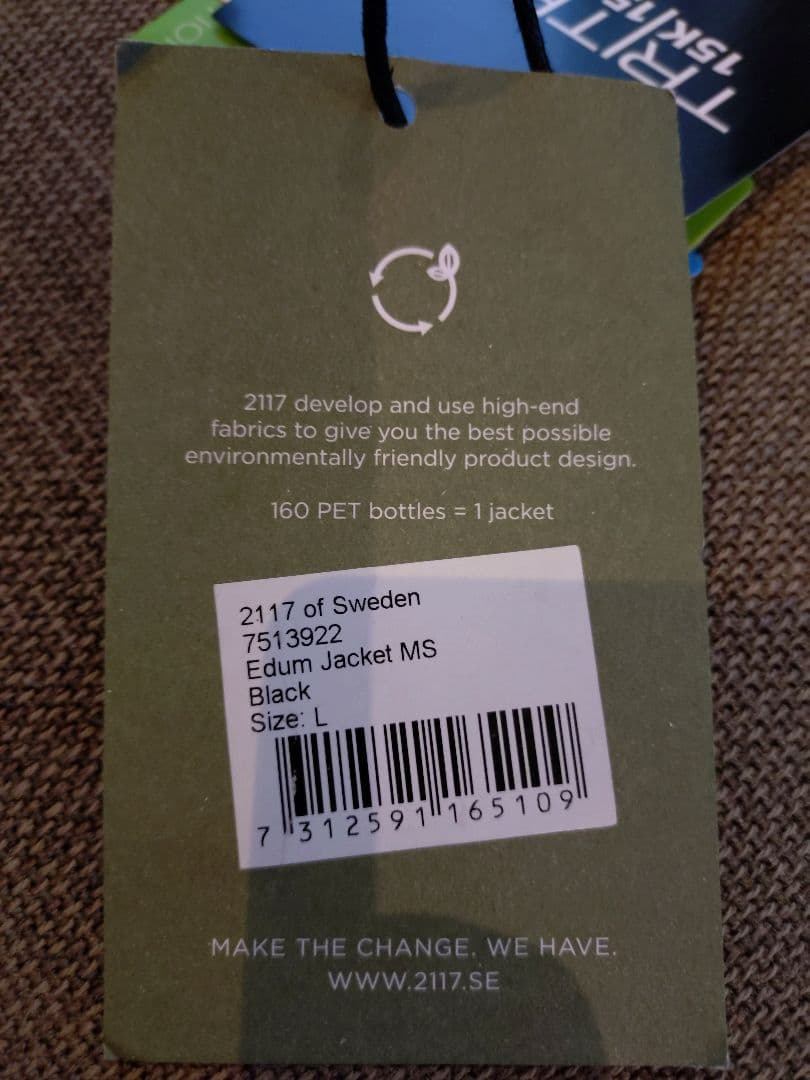 15K/15
2117 develop and use high-end
fabrics to give you the best possible
environmentally friendly product design.
160 PET bottles = 1 jacket
2117 of Sweden
7513922
Edum Jacket MS
Black
Size: L
7 312591 165109
MAKE THE CHANGE. WE HAVE.
WWW.2117.SE